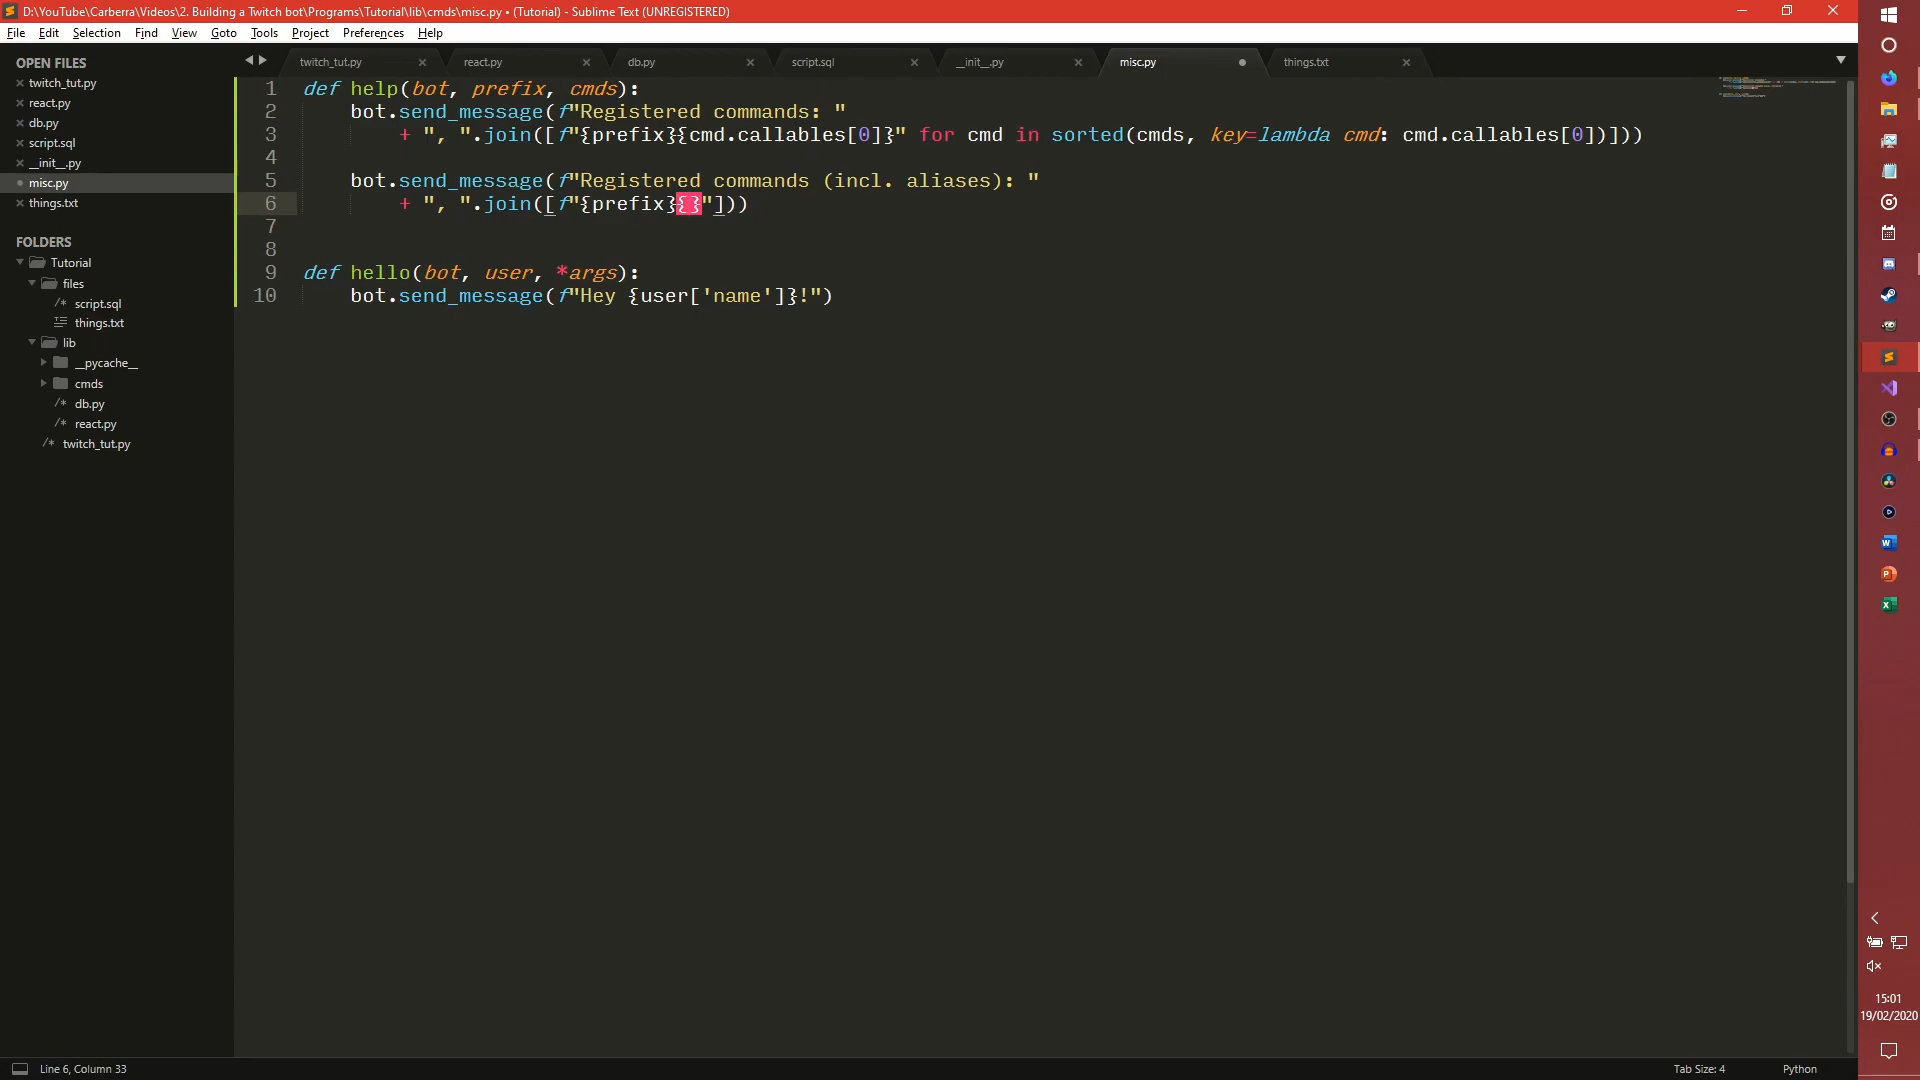 D:\YouTube\Carberra\Videos\2. Building a Twitch bot\Programs\Tutorial\lib\cmds\misc.py • (Tutorial) - Sublime Text (UNREGISTERED)
File Edit Selection Find View Goto Tools Project Preferences Help
OPEN FILES
twitch_tut.py
react.py
db.py
script.sql
__init__.py
misc.py
things.txt
FOLDERS
Tutorial
files
script.sql
things.txt
lib
__pycache__
cmds
db.py
react.py
twitch_tut.py
twitch_tut.py react.py db.py script.sql __init__.py misc.py things.txt
1 def help(bot, prefix, cmds):
2 bot.send_message(f"Registered commands: "
3 + ", ".join([f"{prefix}{cmd.callables[0]}" for cmd in sorted(cmds, key=lambda cmd: cmd.callables[0])]))
4
5 bot.send_message(f"Registered commands (incl. aliases): "
6 + ", ".join([f"{prefix}{}"]))
7
8
9 def hello(bot, user, *args):
10 bot.send_message(f"Hey {user['name']}!")
15:01
19/02/2020
Line 6, Column 33
Tab Size: 4
Python